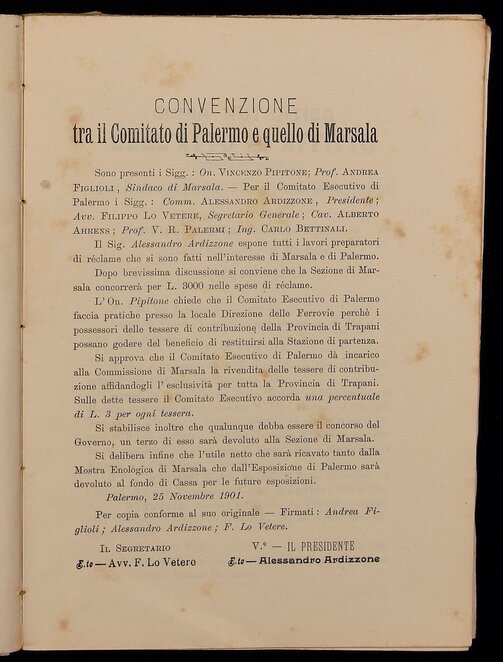 CONVENZIONE
tra il Comitato di Palermo e quello di Marsala
Sono presenti i Sigg. : On. VINCENZO PIPITONE; Prof. ANDREA
FIGLIOLI, Sindaco di Marsala. — Per il Comitato Esecutivo di
Palermo i Sigg. : Comm. ALESSANDRO ARDIZZONE, Presidente;
Avv. FILIPPO LO VETERE, Segretario Generale; Cav. ALBERTO
AHRENS; Prof. V. R. PALERMI; Ing. CARLO BETTINALI.
Il Sig. Alessandro Ardizzone espone tutti i lavori preparatori
di réclame che si sono fatti nell'interesse di Marsala e di Palermo.
Dopo brevissima discussione si conviene che la Sezione di Mar-
sala concorrerà per L. 3000 nelle spese di réclame.
L'On. Pipitone chiede che il Comitato Esecutivo di Palermo
faccia pratiche presso la locale Direzione delle Ferrovie perchè i
possessori delle tessere di contribuzione della Provincia di Trapani
possano godere del beneficio di restituirsi alla Stazione di partenza.
Si approva che il Comitato Esecutivo di Palermo dà incarico
alla Commissione di Marsala la rivendita delle tessere di contribu-
zione affidandogli l'esclusività per tutta la Provincia di Trapani.
Sulle dette tessere il Comitato Esecutivo accorda una percentuale
di L. 3 per ogni tessera.
Si stabilisce inoltre che qualunque debba essere il concorso del
Governo, un terzo di esso sarà devoluto alla Sezione di Marsala.
Si delibera infine che l'utile netto che sarà ricavato tanto dalla
Mostra Enologica di Marsala che dall'Esposizione di Palermo sarà
devoluto al fondo di Cassa per le future esposizioni.
Palermo, 25 Novembre 1901.
Per copia conforme al suo originale — Firmati : Andrea Fi-
glioli; Alessandro Ardizzone; F. Lo Vetere.
IL SEGRETARIO V.° — IL PRESIDENTE
F.to — Avv. F. Lo Vetere F.to — Alessandro Ardizzone